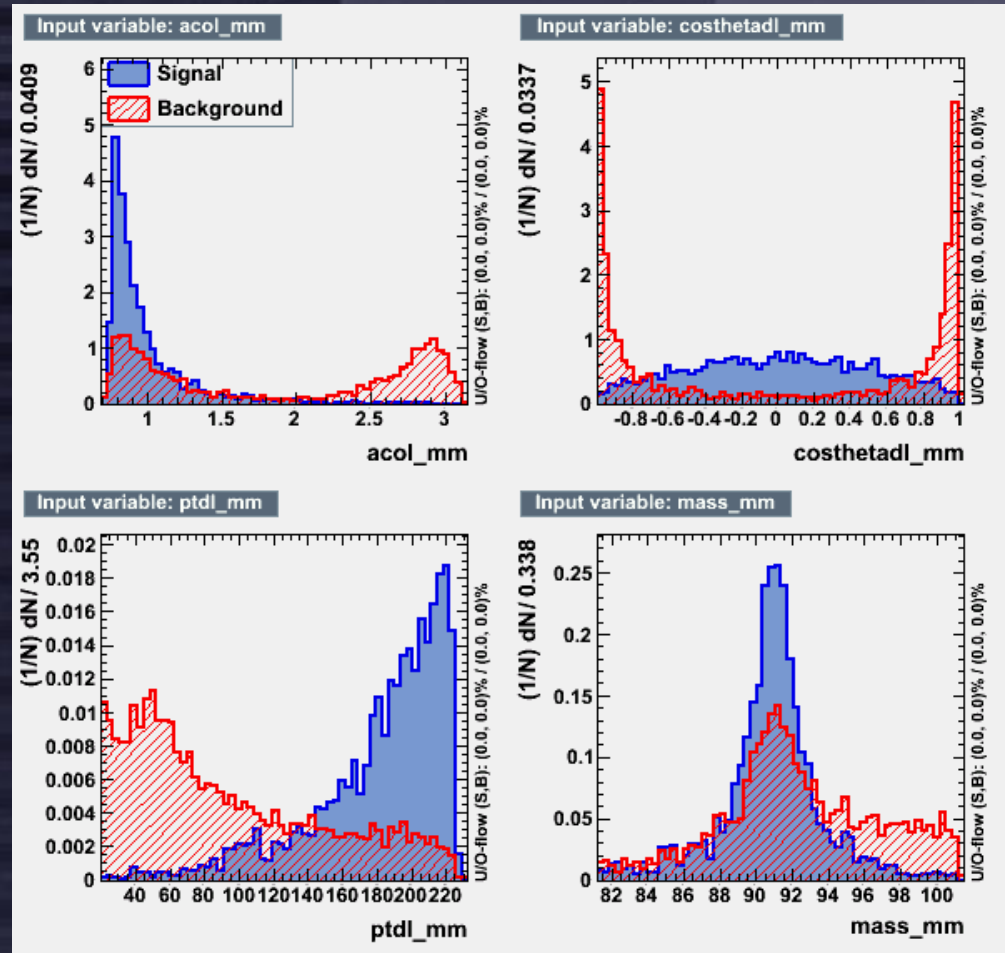 Input variable: acol_mm
(1/N) dN/ 0.0409
6
5
4
3
2
1
0
Signal
Background
1 1.5 2 2.5 3
acol_mm
U/O-flow (S,B): (0.0, 0.0)% / (0.0, 0.0)%
Input variable: costhetadl_mm
(1/N) dN/ 0.0337
5
4
3
2
1
0
-0.8 -0.6 -0.4 -0.2 0 0.2 0.4 0.6 0.8 1
costhetadl_mm
U/O-flow (S,B): (0.0, 0.0)% / (0.0, 0.0)%
Input variable: ptdl_mm
(1/N) dN/ 3.55
0.02
0.018
0.016
0.014
0.012
0.01
0.008
0.006
0.004
0.002
0
40 60 80 100 120 140 160 180 200 220
ptdl_mm
U/O-flow (S,B): (0.0, 0.0)% / (0.0, 0.0)%
Input variable: mass_mm
(1/N) dN/ 0.338
0.25
0.2
0.15
0.1
0.05
0
82 84 86 88 90 92 94 96 98 100
mass_mm
U/O-flow (S,B): (0.0, 0.0)% / (0.0, 0.0)%